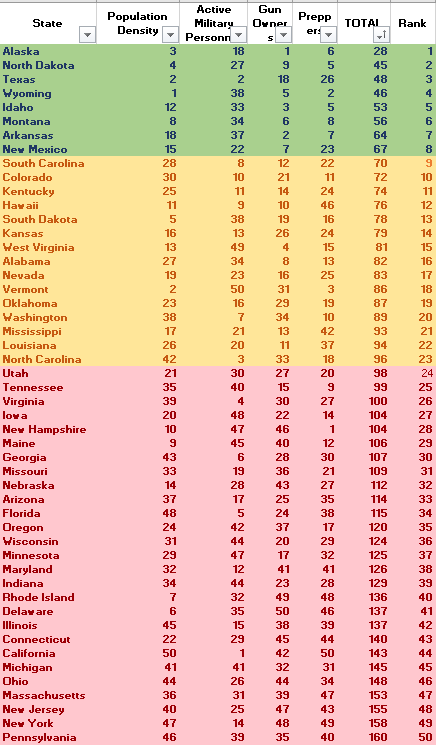 State Population Density Active Military Personn Gun Owner s Prepp ers TOTAL Rank
Alaska 3 18 1 6 28 1
North Dakota 4 27 9 5 45 2
Texas 2 2 18 26 48 3
Wyoming 1 38 5 2 46 4
Idaho 12 33 3 5 53 5
Montana 8 34 6 8 56 6
Arkansas 18 37 2 7 64 7
New Mexico 15 22 7 23 67 8
South Carolina 28 8 12 22 70 9
Colorado 30 10 21 11 72 10
Kentucky 25 11 14 24 74 11
Hawaii 11 9 10 46 76 12
South Dakota 5 38 19 16 78 13
Kansas 16 13 26 24 79 14
West Virginia 13 49 4 15 81 15
Alabama 27 34 8 13 82 16
Nevada 19 23 16 25 83 17
Vermont 2 50 31 3 86 18
Oklahoma 23 16 29 19 87 19
Washington 38 7 34 10 89 20
Mississippi 17 21 13 42 93 21
Louisiana 26 20 11 37 94 22
North Carolina 42 3 33 18 96 23
Utah 21 30 27 20 98 24
Tennessee 35 40 15 9 99 25
Virginia 39 4 30 27 100 26
Iowa 20 48 22 14 104 27
New Hampshire 10 47 46 1 104 28
Maine 9 45 40 12 106 29
Georgia 43 6 28 30 107 30
Missouri 33 19 36 21 109 31
Nebraska 14 28 43 27 112 32
Arizona 37 17 25 35 114 33
Florida 48 5 24 38 115 34
Oregon 24 42 37 17 120 35
Wisconsin 31 44 20 29 124 36
Minnesota 29 47 17 32 125 37
Maryland 32 12 41 41 126 38
Indiana 34 44 23 28 129 39
Rhode Island 7 32 49 48 136 40
Delaware 6 35 50 46 137 41
Illinois 45 15 38 39 137 42
Connecticut 22 29 45 44 140 43
California 50 1 42 50 143 44
Michigan 41 41 32 31 145 45
Ohio 44 26 44 34 148 46
Massachusetts 36 31 39 47 153 47
New Jersey 40 25 47 43 155 48
New York 47 14 48 49 158 49
Pennsylvania 46 39 35 40 160 50